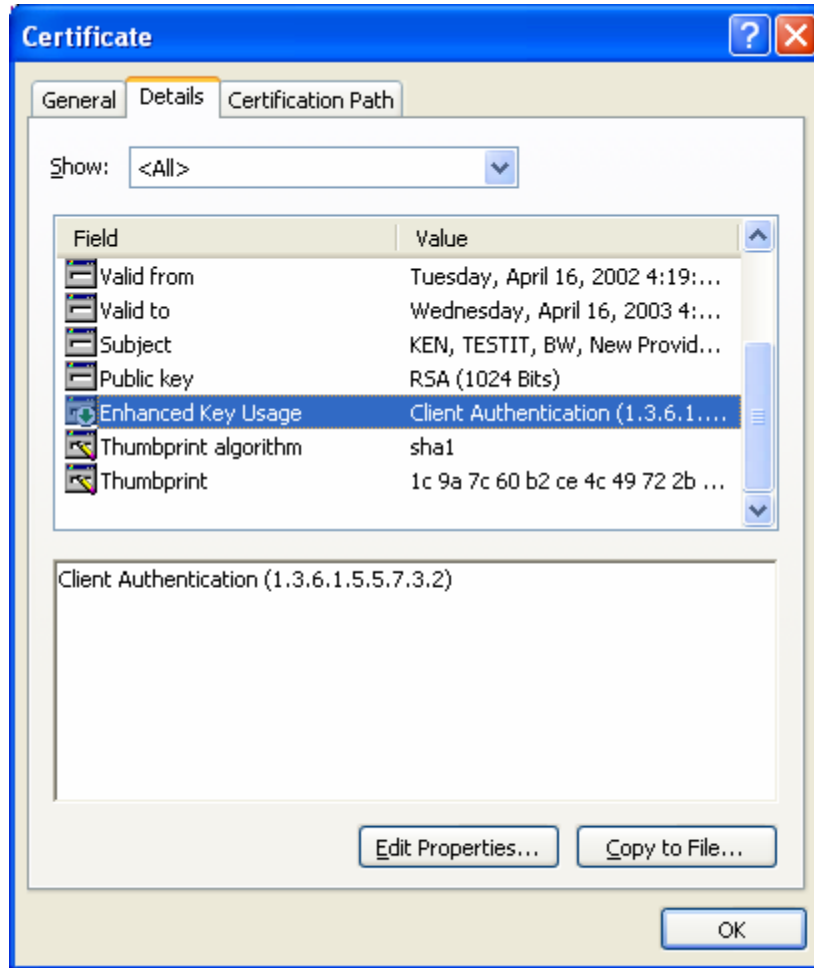 Certificate
General Details Certification Path
Show: <All>
Field Value
Valid from Tuesday, April 16, 2002 4:19:...
Valid to Wednesday, April 16, 2003 4:...
Subject KEN, TESTIT, BW, New Provid...
Public key RSA (1024 Bits)
Enhanced Key Usage Client Authentication (1.3.6.1....
Thumbprint algorithm sha1
Thumbprint 1c 9a 7c 60 b2 ce 4c 49 72 2b ...
Client Authentication (1.3.6.1.5.5.7.3.2)
Edit Properties... Copy to File...
OK